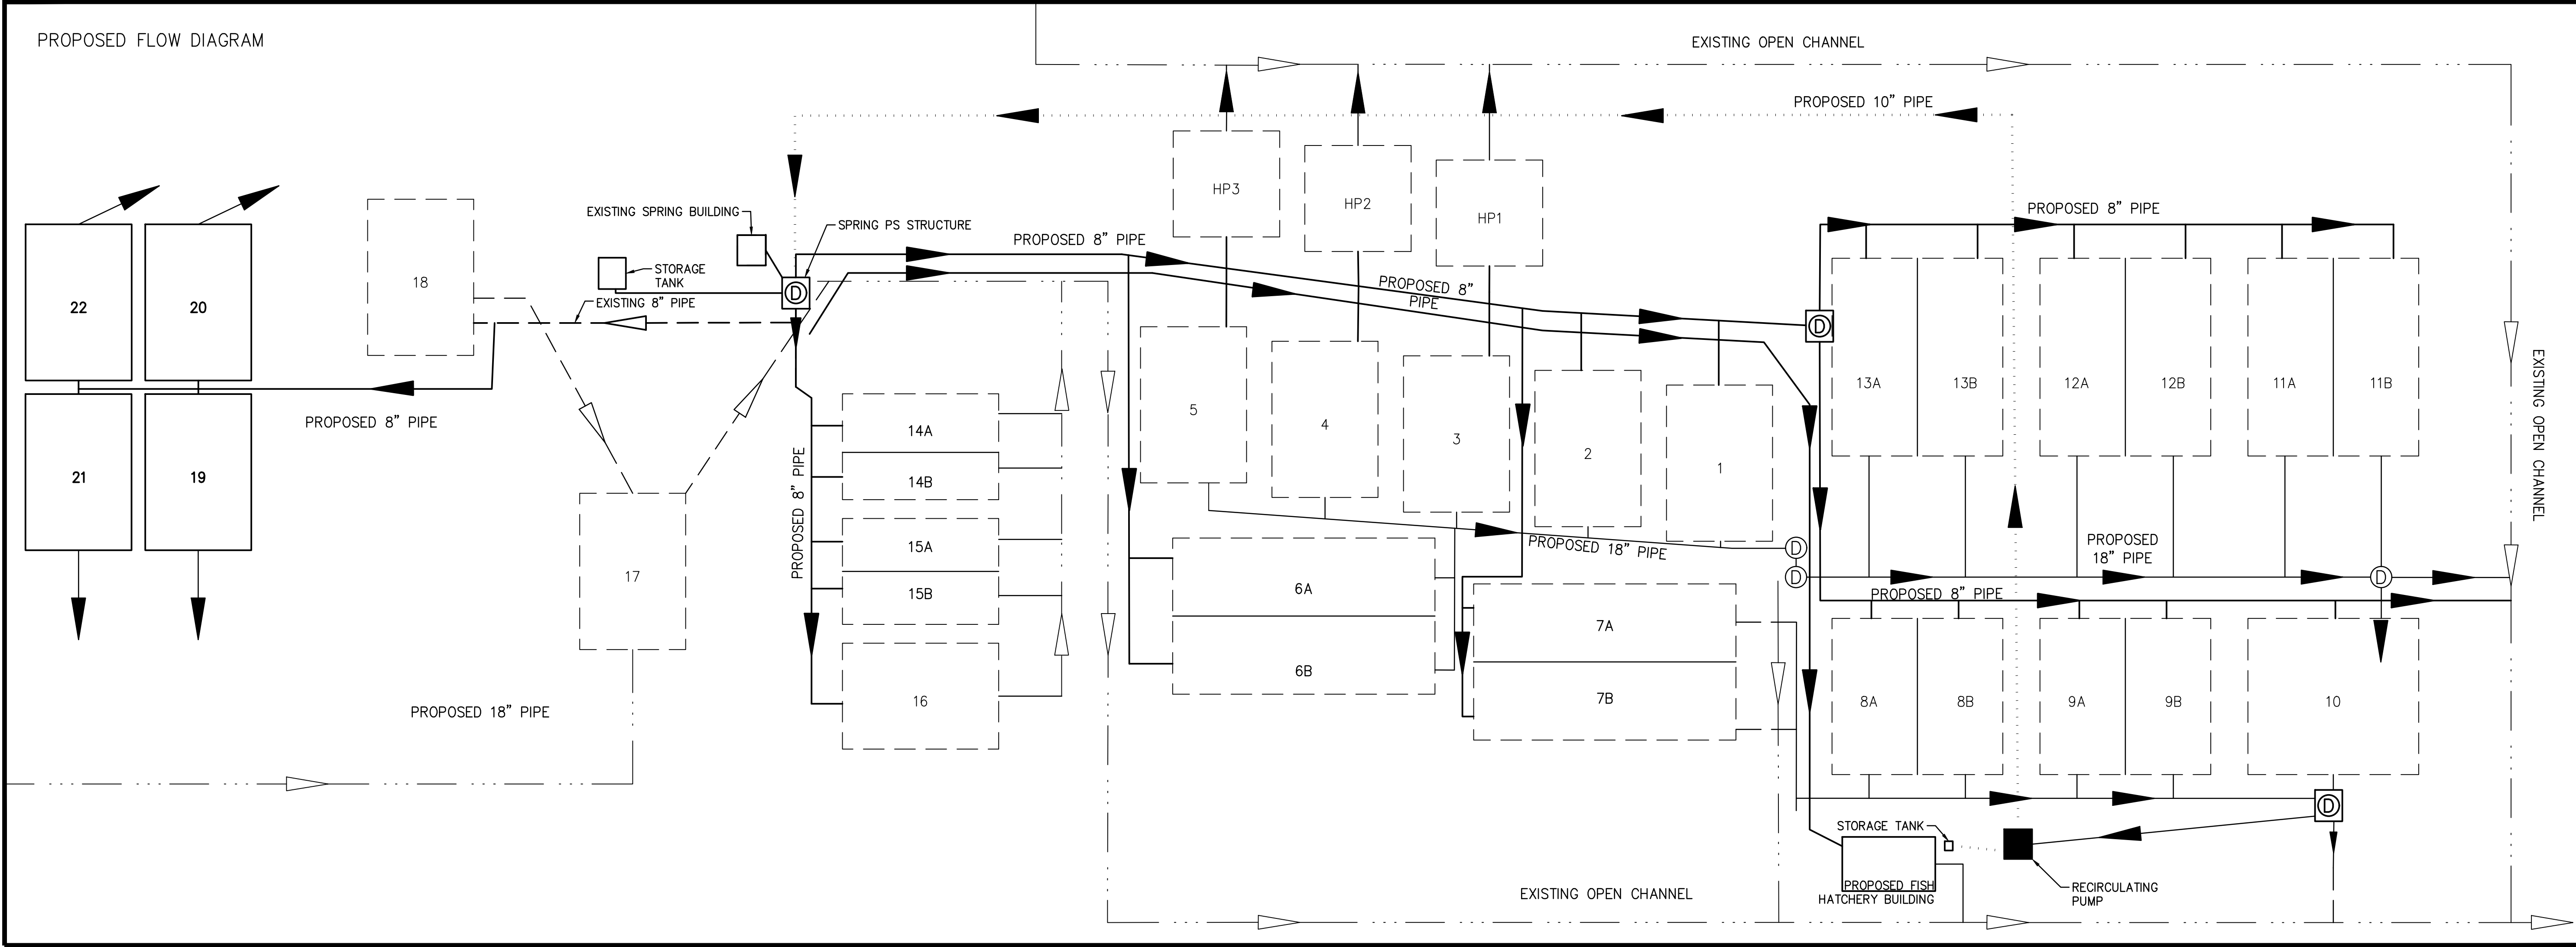 PROPOSED FLOW DIAGRAM
EXISTING OPEN CHANNEL
PROPOSED 10" PIPE
HP3
HP2
HP1
EXISTING SPRING BUILDING
SPRING PS STRUCTURE
PROPOSED 8" PIPE
PROPOSED 8" PIPE
STORAGE
TANK
D
EXISTING 8" PIPE
PROPOSED 8"
PIPE
D
22
20
18
21
19
17
PROPOSED 8" PIPE
PROPOSED 8" PIPE
14A
14B
15A
15B
16
5
4
3
2
1
13A
13B
12A
12B
11A
11B
EXISTING OPEN CHANNEL
PROPOSED 18" PIPE
D
D
PROPOSED
18" PIPE
D
PROPOSED 8" PIPE
6A
6B
7A
7B
8A
8B
9A
9B
10
PROPOSED 18" PIPE
D
STORAGE TANK
PROPOSED FISH
HATCHERY BUILDING
RECIRCULATING
PUMP
EXISTING OPEN CHANNEL